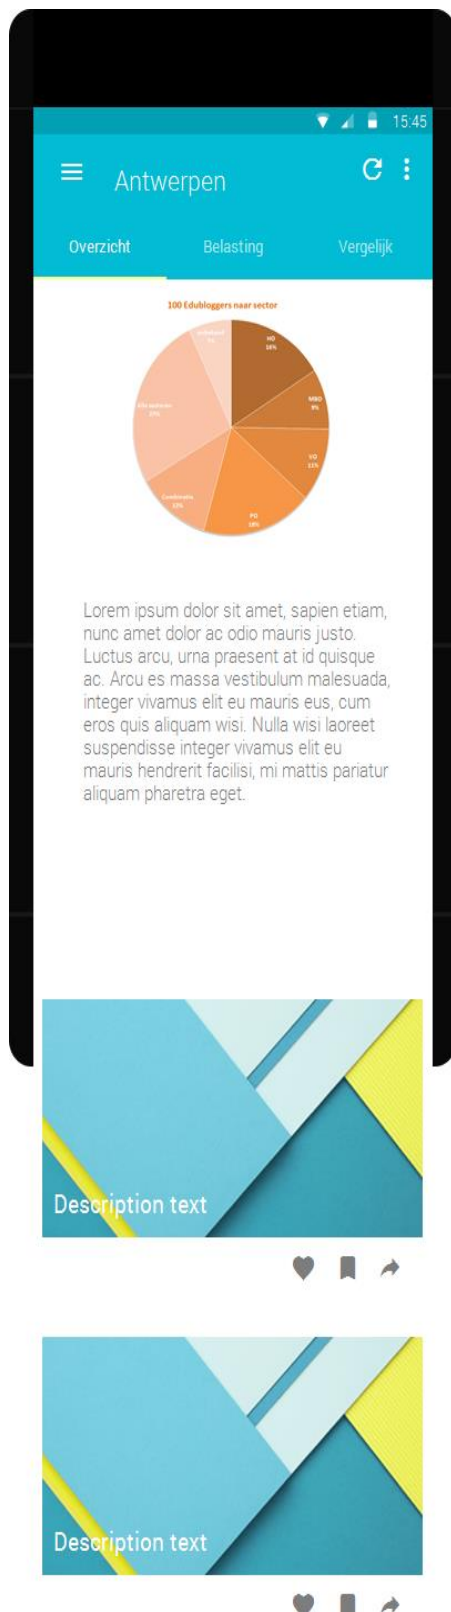 15:45
Antwerpen
Overzicht Belasting Vergelijk
100 Edubloggers naar sector
HO
16%
MBO
9%
VO
11%
PO
18%
Combinatie
Lorem ipsum dolor sit amet, sapien etiam,
nunc amet dolor ac odio mauris justo.
Luctus arcu, urna praesent at id quisque
ac. Arcu es massa vestibulum malesuada,
integer vivamus elit eu mauris eus, cum
eros quis aliquam wisi. Nulla wisi laoreet
suspendisse integer vivamus elit eu
mauris hendrerit facilisi, mi mattis pariatur
aliquam pharetra eget.
Description text
Description text